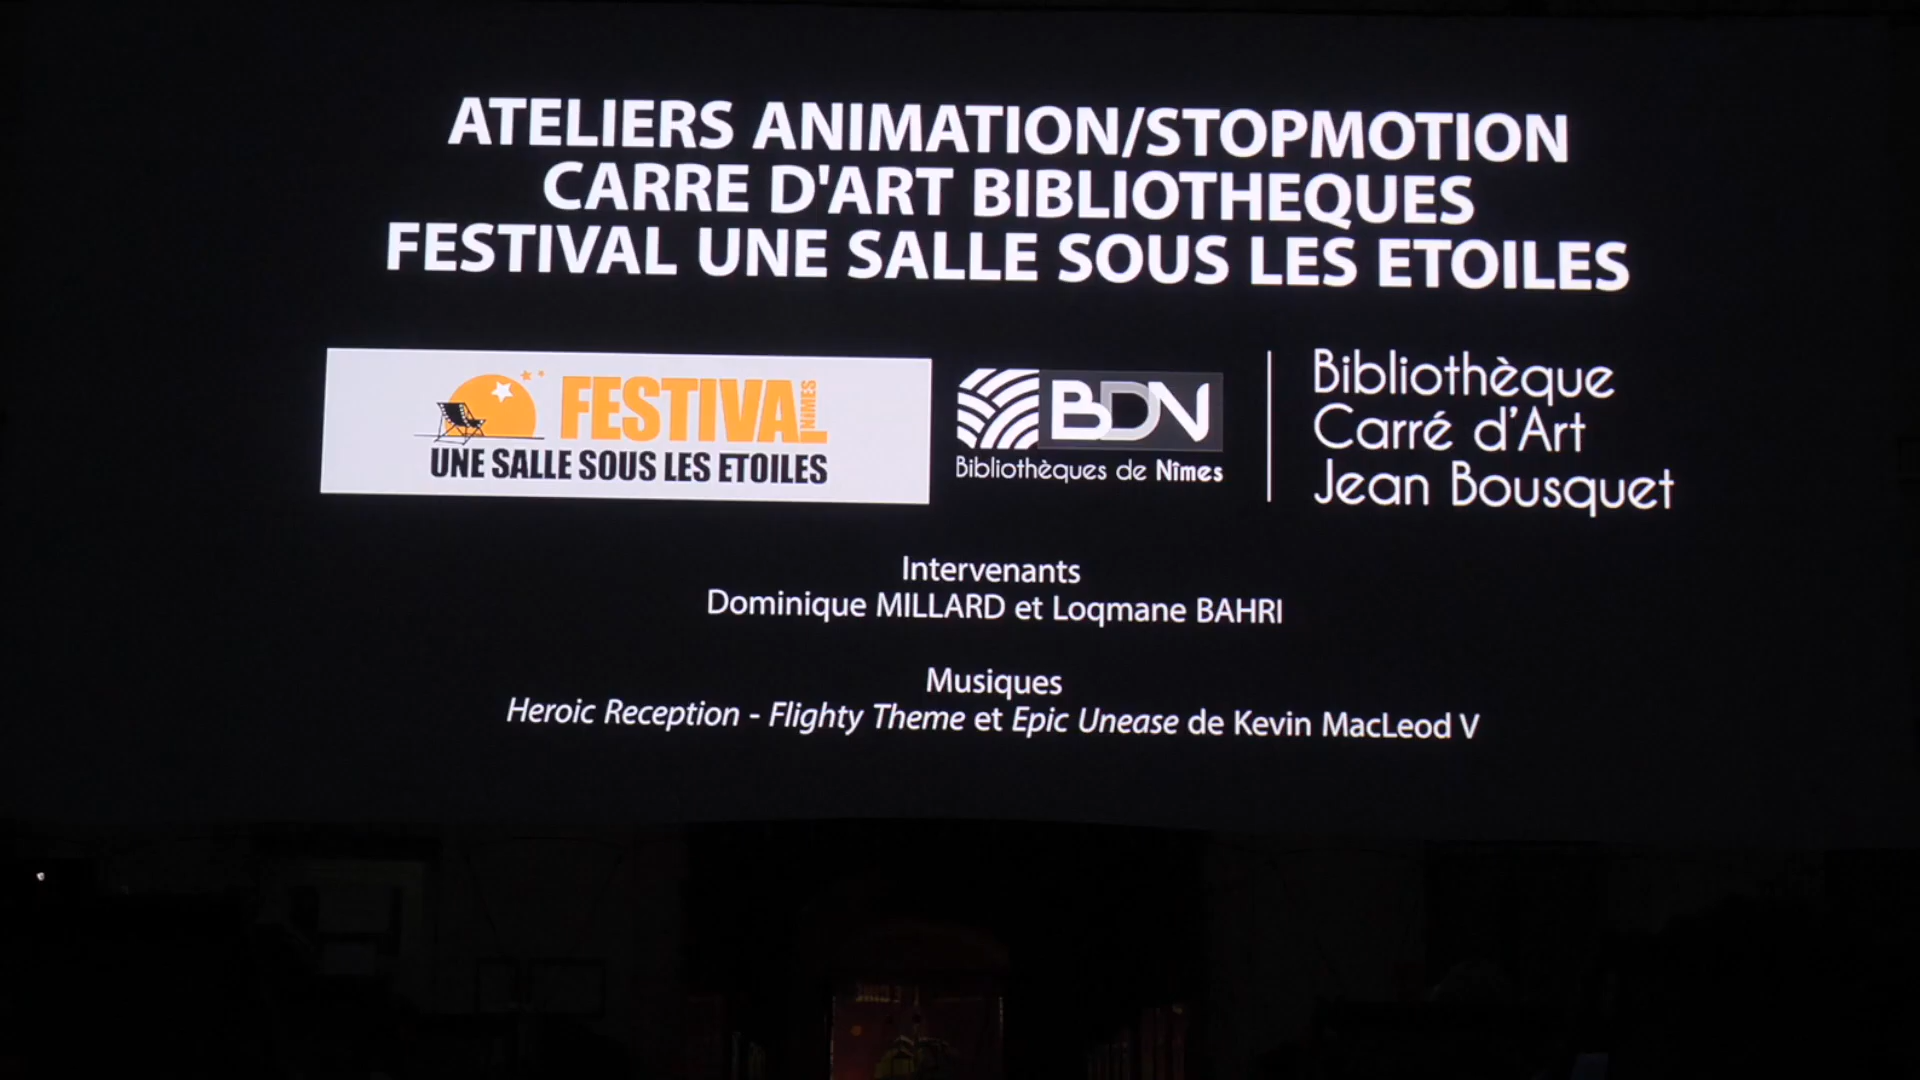 ATELIERS ANIMATION/STOPMOTION
CARRE D'ART BIBLIOTHEQUES
FESTIVAL UNE SALLE SOUS LES ETOILES
FESTIVAL
NÎMES
UNE SALLE SOUS LES ETOILES
BDN
Bibliothèques de Nîmes
Bibliothèque
Carré d'Art
Jean Bousquet
Intervenants
Dominique MILLARD et Loqmane BAHRI
Musiques
Heroic Reception - Flighty Theme et Epic Unease de Kevin MacLeod V